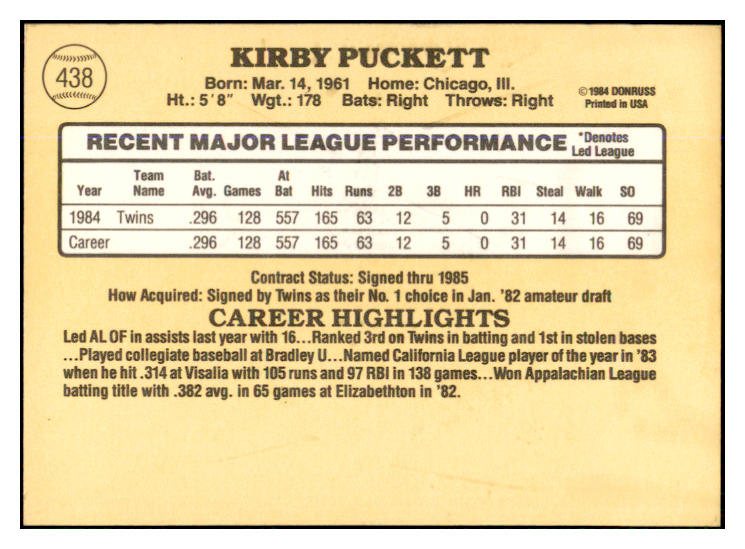 438
KIRBY PUCKETT
Born: Mar. 14, 1961 Home: Chicago, Ill.
Ht.: 5'8" Wgt.: 178 Bats: Right Throws: Right
©1984 DONRUSS
Printed in USA
RECENT MAJOR LEAGUE PERFORMANCE
*Denotes
Led League
Year Team Name Bat. Avg. Games At Bat Hits Runs 2B 3B HR RBI Steal Walk SO
1984 Twins .296 128 557 165 63 12 5 0 31 14 16 69
Career .296 128 557 165 63 12 5 0 31 14 16 69
Contract Status: Signed thru 1985
How Acquired: Signed by Twins as their No. 1 choice in Jan. '82 amateur draft
CAREER HIGHLIGHTS
Led AL OF in assists last year with 16...Ranked 3rd on Twins in batting and 1st in stolen bases
...Played collegiate baseball at Bradley U...Named California League player of the year in '83
when he hit .314 at Visalia with 105 runs and 97 RBI in 138 games...Won Appalachian League
batting title with .382 avg. in 65 games at Elizabethton in '82.